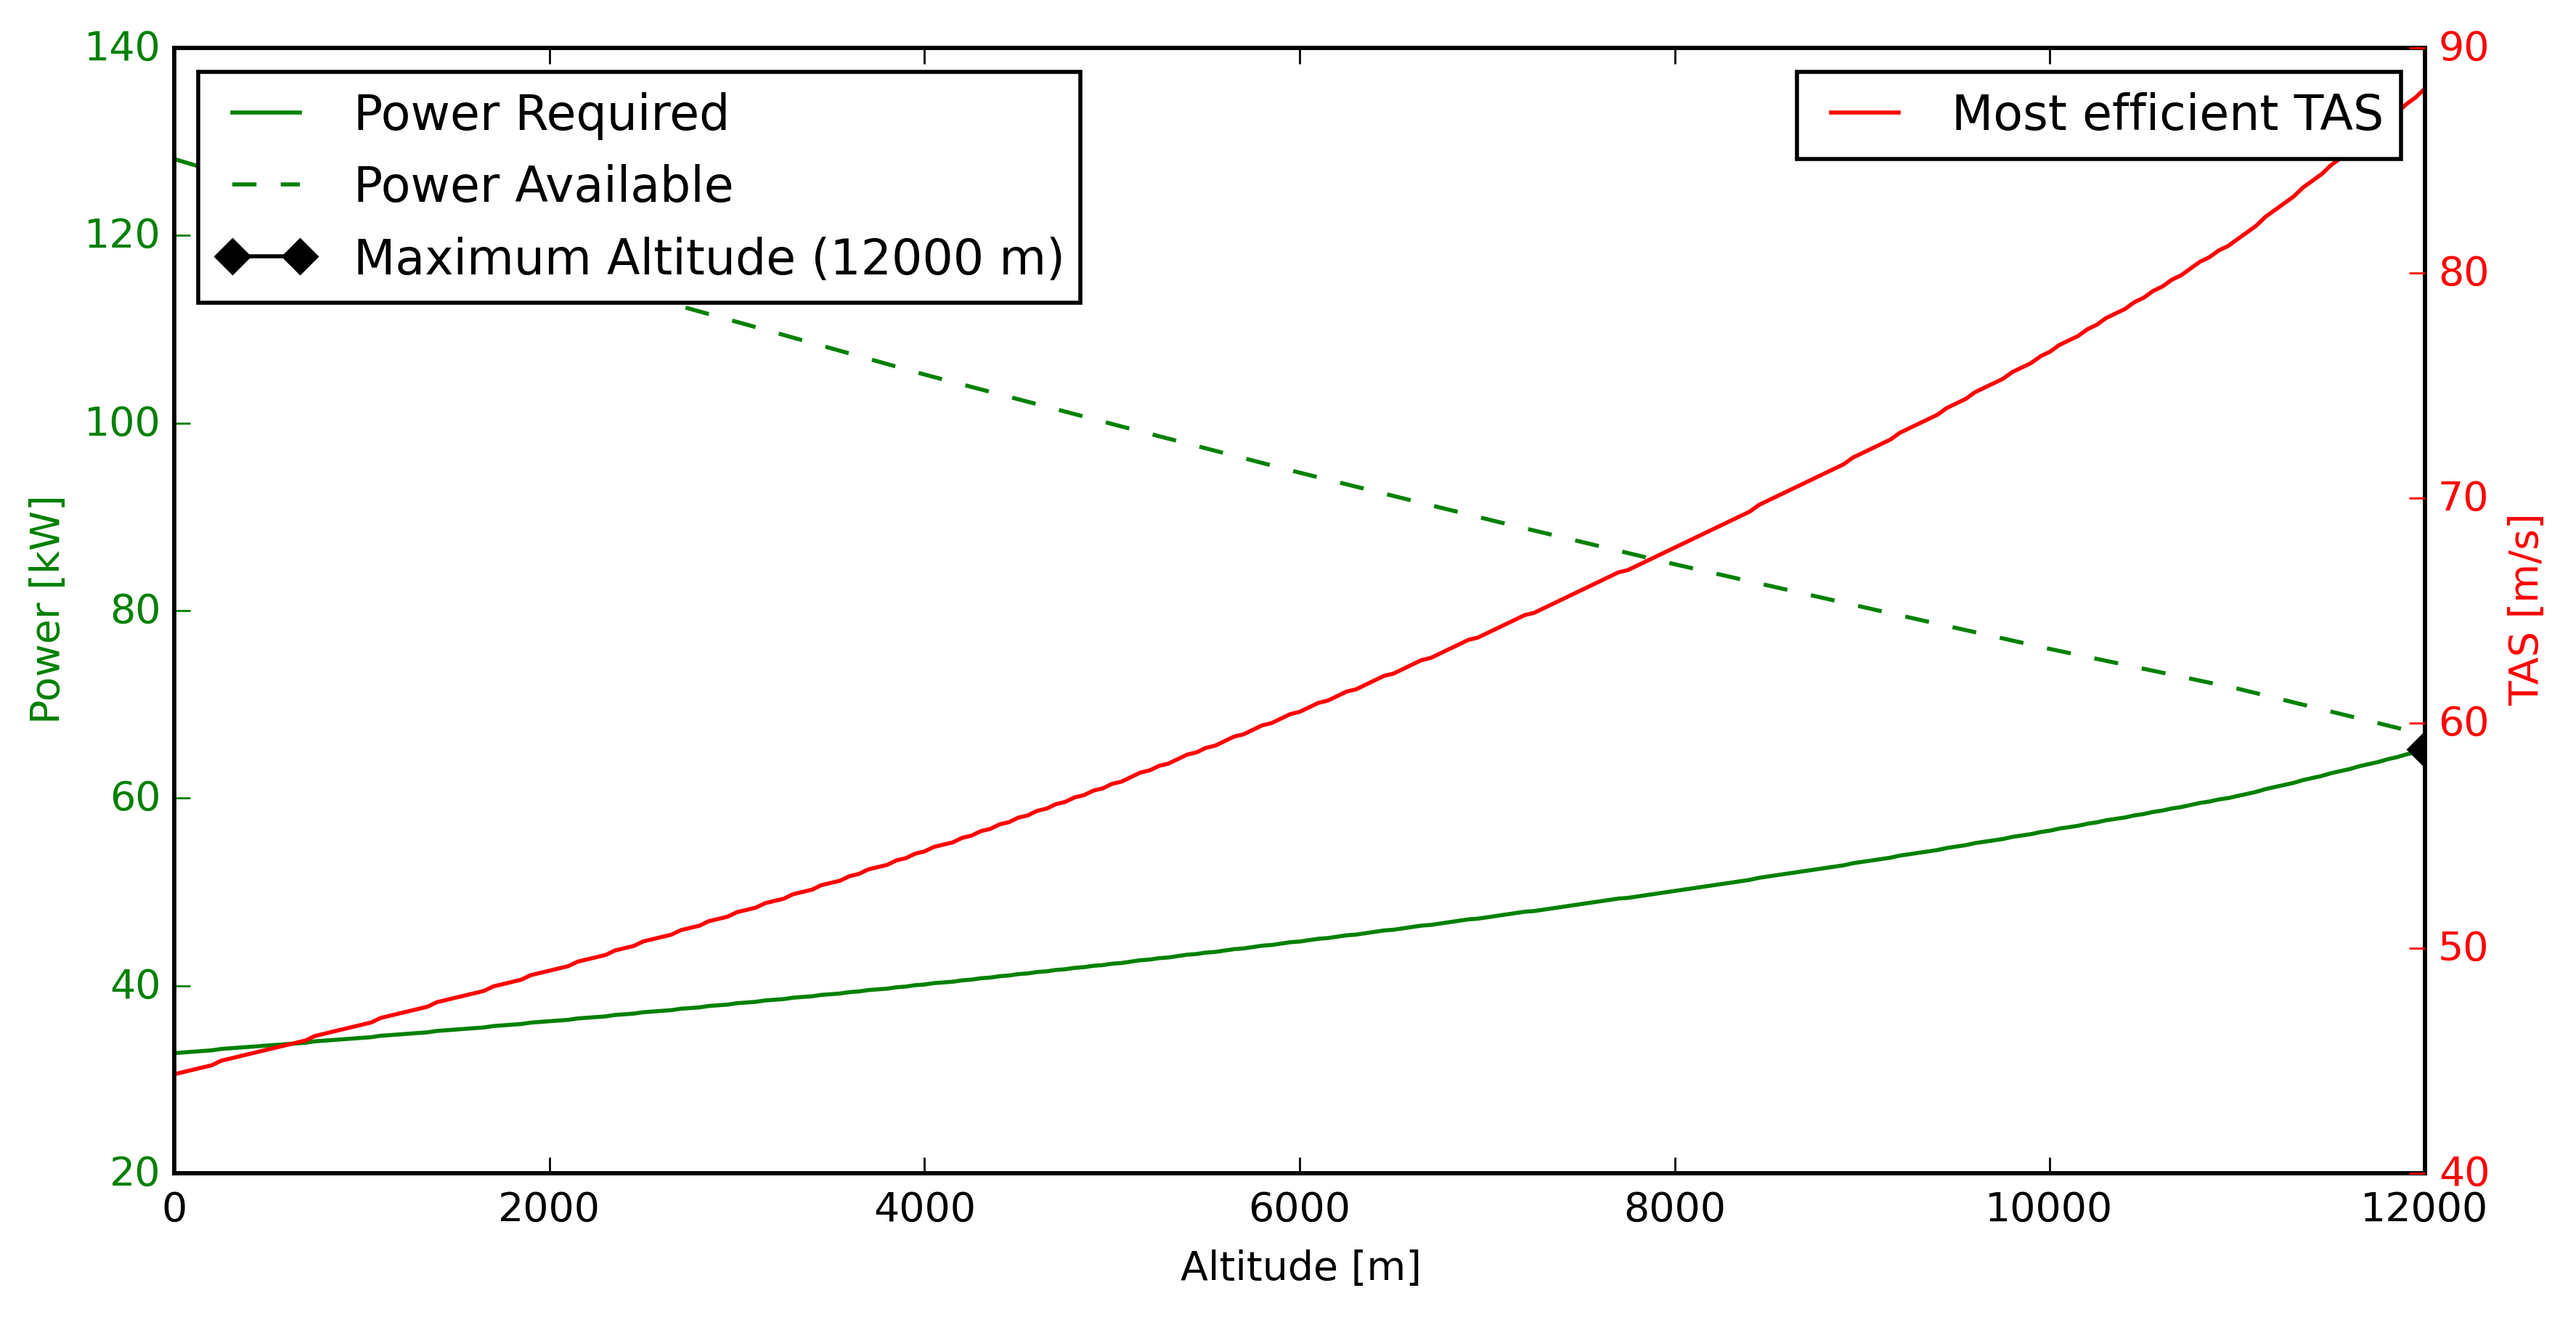 140
120
100
80
60
40
20
Power [kW]
Power Required
Power Available
Maximum Altitude (12000 m)
Most efficient TAS
90
80
70
60
50
40
TAS [m/s]
0 2000 4000 6000 8000 10000 12000
Altitude [m]